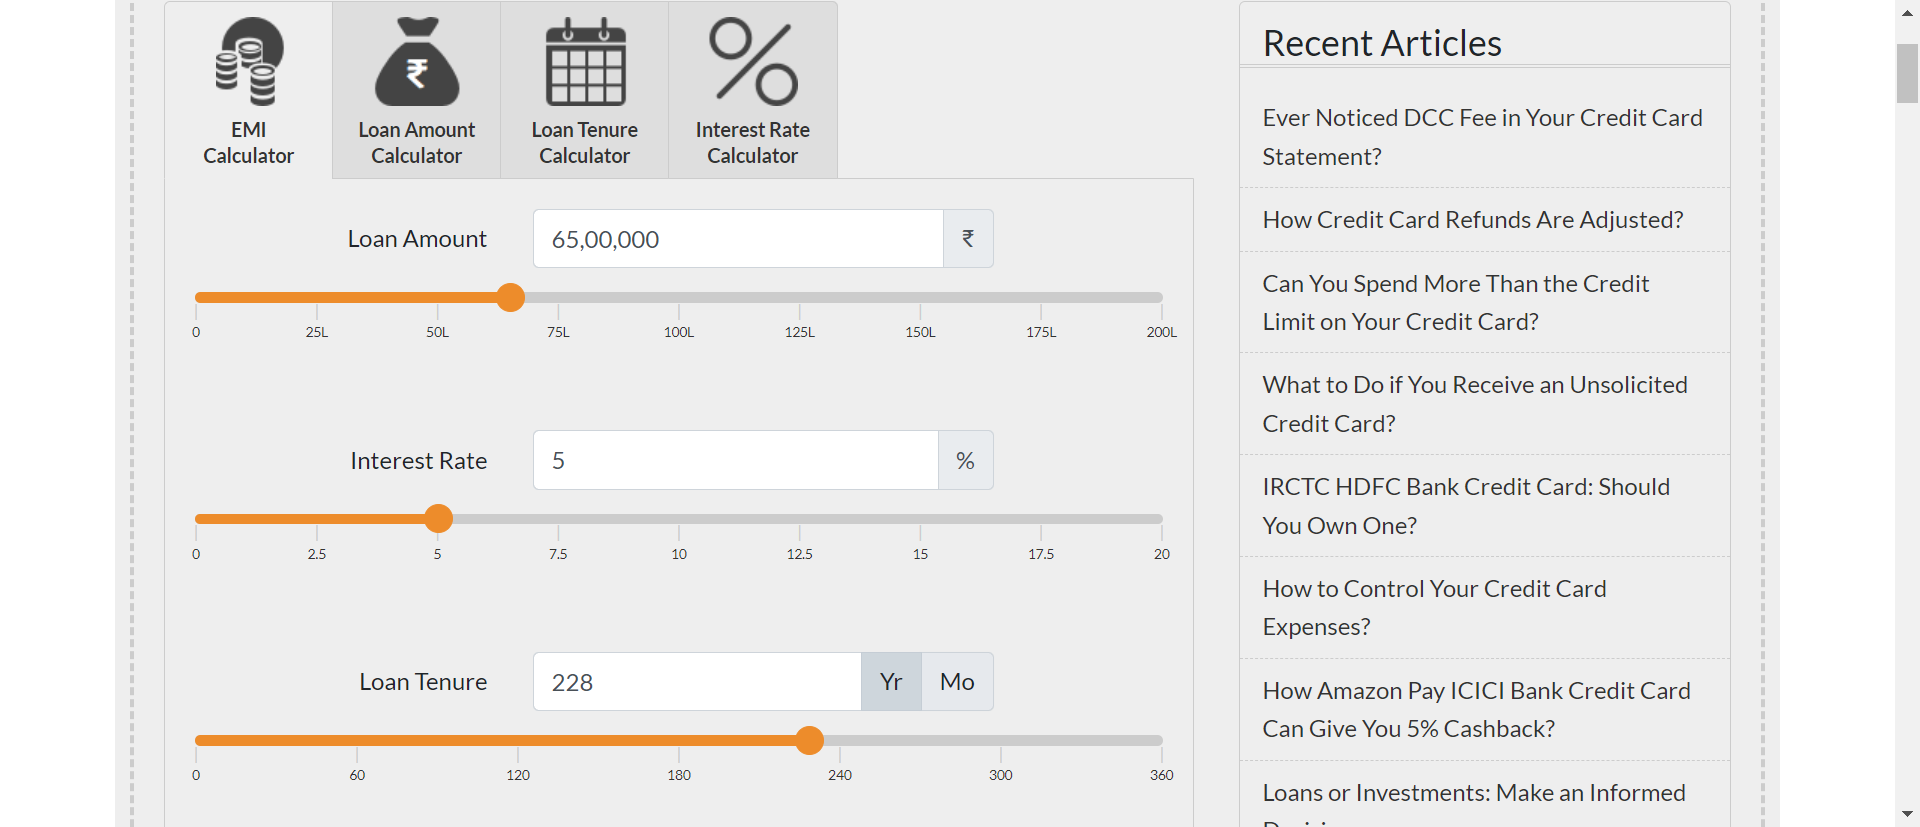 EMI
Calculator
Loan Amount
Calculator
Loan Tenure
Calculator
Interest Rate
Calculator
Loan Amount
65,00,000
₹
0 25L 50L 75L 100L 125L 150L 175L 200L
Interest Rate
5
%
0 2.5 5 7.5 10 12.5 15 17.5 20
Loan Tenure
228
Yr
Mo
0 60 120 180 240 300 360
Recent Articles
Ever Noticed DCC Fee in Your Credit Card
Statement?
How Credit Card Refunds Are Adjusted?
Can You Spend More Than the Credit
Limit on Your Credit Card?
What to Do if You Receive an Unsolicited
Credit Card?
IRCTC HDFC Bank Credit Card: Should
You Own One?
How to Control Your Credit Card
Expenses?
How Amazon Pay ICICI Bank Credit Card
Can Give You 5% Cashback?
Loans or Investments: Make an Informed